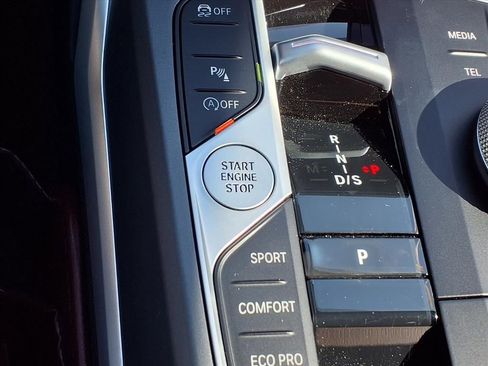 OFF
MEDIA
P
TEL
A OFF
R
N
M P
D/S
START
ENGINE
STOP
SPORT
P
COMFORT
ECO PRO